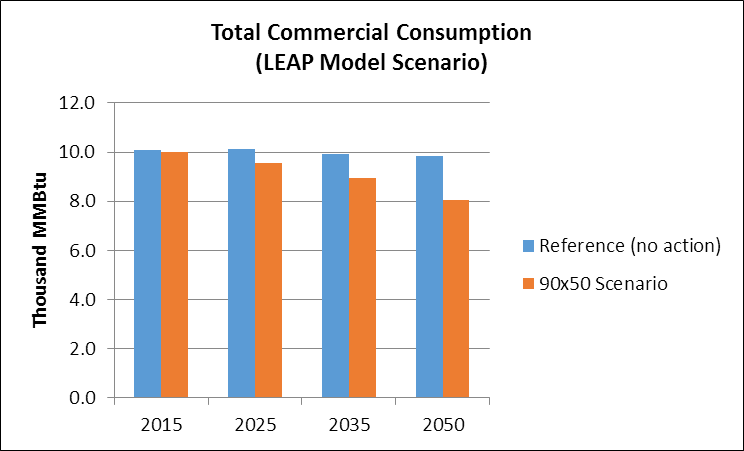 Total Commercial Consumption
(LEAP Model Scenario)
Thousand MMBtu
12.0
10.0
8.0
6.0
4.0
2.0
0.0
2015 2025 2035 2050
Reference (no action)
90x50 Scenario